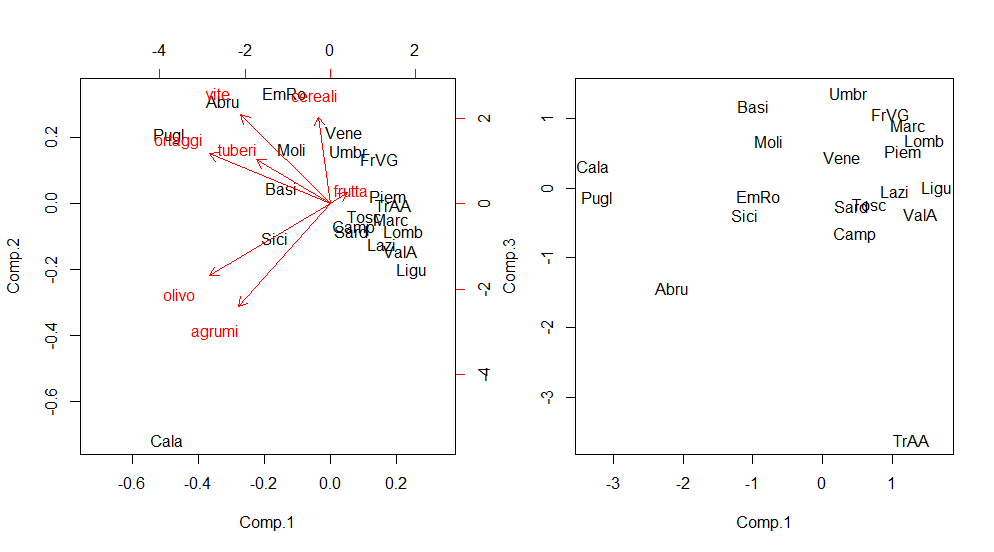 -4 -2 0 2
vite
Abru
EmRo
cereali
Pugl
ortaggi
tuberi
Moli
Vene
Umbr
FrVG
Basi
frutta
Piem
TrAA
Tosc
Marc
Camp
Sard
Lomb
Sici
Lazi
ValA
Ligu
olivo
agrumi
Cala
0.2
0.0
-0.2
-0.4
-0.6
Comp.2
2
0
-2
-4
-0.6 -0.4 -0.2 0.0 0.2
Comp.1
Umbr
Basi
FrVG
Marc
Moli
Lomb
Piem
Vene
Cala
Ligu
Lazi
Pugl
EmRo
Sard
Tosc
Sici
ValA
Camp
Abru
TrAA
1
0
-1
-2
-3
Comp.3
-3 -2 -1 0 1
Comp.1